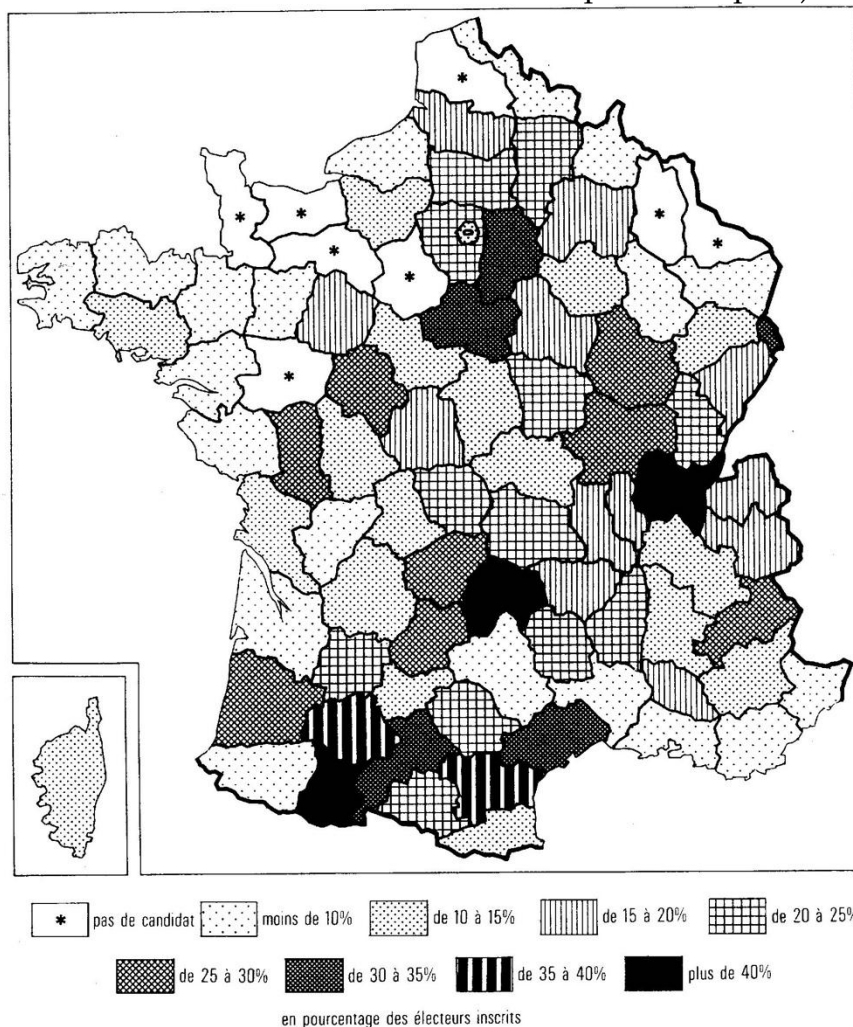 * pas de candidat moins de 10% de 10 à 15% de 15 à 20% de 20 à 25%
de 25 à 30% de 30 à 35% de 35 à 40% plus de 40%
en pourcentage des électeurs inscrits